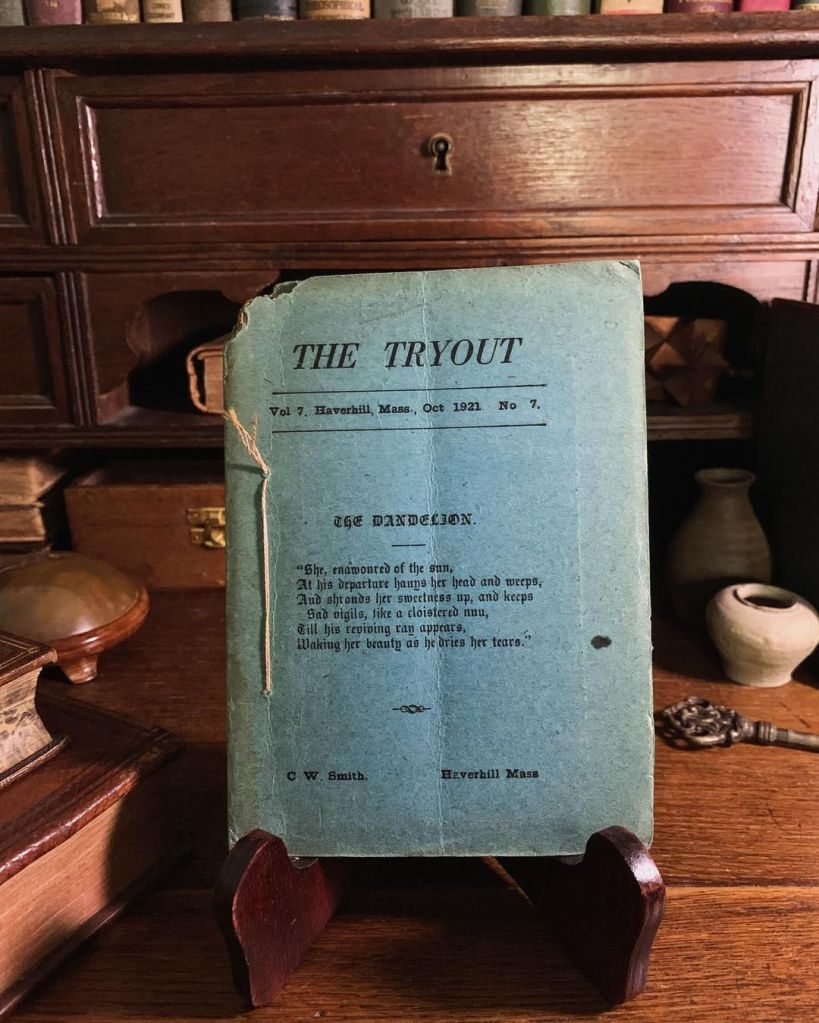 THE TRYOUT
Vol 7. Haverhill, Mass., Oct 1921 No 7.
THE DANDELION.
“She, enamoured of the sun,
At his departure hangs her head and weeps,
And shrouds her sweetness up, and keeps
Sad vigils, like a cloistered nun,
Till his reviving ray appears,
Waking her beauty as he dries her tears.”
C W. Smith. Haverhill Mass